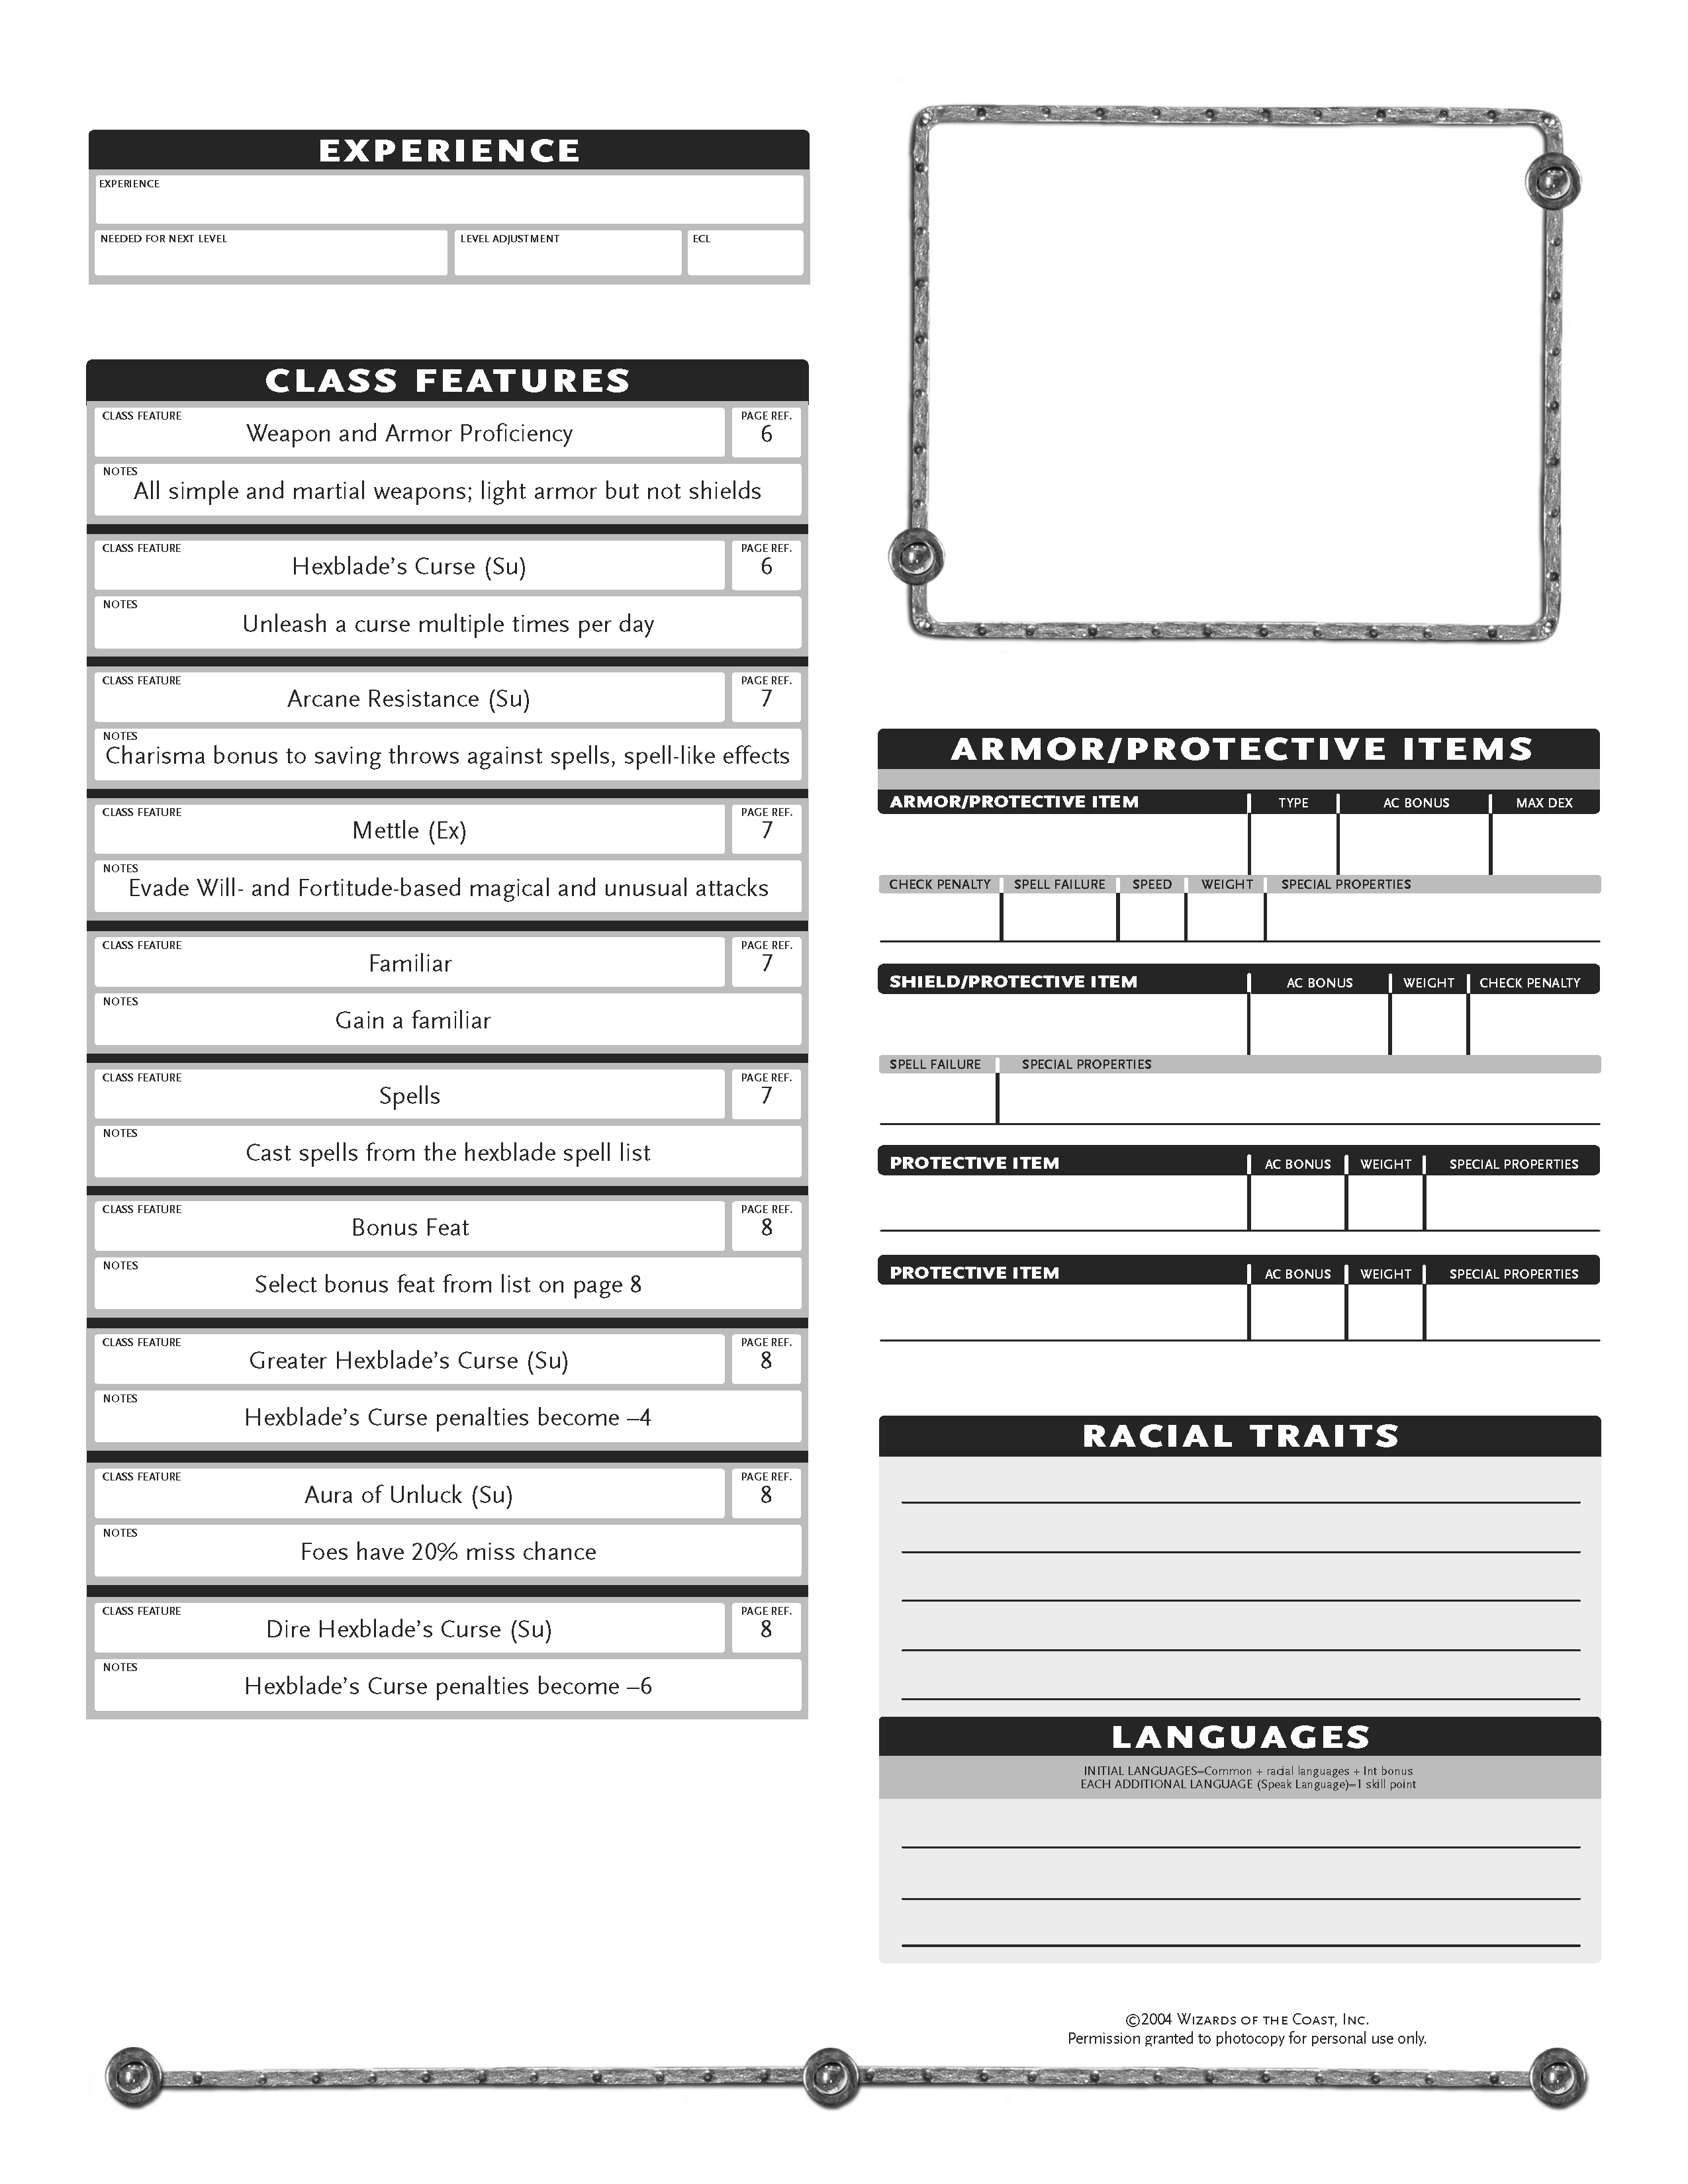 EXPERIENCE
EXPERIENCE
NEEDED FOR NEXT LEVEL LEVEL ADJUSTMENT ECL
CLASS FEATURES
CLASS FEATURE PAGE REF.
Weapon and Armor Proficiency 6
NOTES
All simple and martial weapons; light armor but not shields
CLASS FEATURE PAGE REF.
Hexblade’s Curse (Su) 6
NOTES
Unleash a curse multiple times per day
CLASS FEATURE PAGE REF.
Arcane Resistance (Su) 7
NOTES
Charisma bonus to saving throws against spells, spell-like effects
CLASS FEATURE PAGE REF.
Mettle (Ex) 7
NOTES
Evade Will- and Fortitude-based magical and unusual attacks
CLASS FEATURE PAGE REF.
Familiar 7
NOTES
Gain a familiar
CLASS FEATURE PAGE REF.
Spells 7
NOTES
Cast spells from the hexblade spell list
CLASS FEATURE PAGE REF.
Bonus Feat 8
NOTES
Select bonus feat from list on page 8
CLASS FEATURE PAGE REF.
Greater Hexblade’s Curse (Su) 8
NOTES
Hexblade’s Curse penalties become –4
CLASS FEATURE PAGE REF.
Aura of Unluck (Su) 8
NOTES
Foes have 20% miss chance
CLASS FEATURE PAGE REF.
Dire Hexblade’s Curse (Su) 8
NOTES
Hexblade’s Curse penalties become –6
ARMOR/PROTECTIVE ITEMS
ARMOR/PROTECTIVE ITEM TYPE AC BONUS MAX DEX
CHECK PENALTY SPELL FAILURE SPEED WEIGHT SPECIAL PROPERTIES
SHIELD/PROTECTIVE ITEM AC BONUS WEIGHT CHECK PENALTY
SPELL FAILURE SPECIAL PROPERTIES
PROTECTIVE ITEM AC BONUS WEIGHT SPECIAL PROPERTIES
PROTECTIVE ITEM AC BONUS WEIGHT SPECIAL PROPERTIES
RACIAL TRAITS
LANGUAGES
INITIAL LANGUAGES=Common + racial languages + Int bonus
EACH ADDITIONAL LANGUAGE (Speak Language)=1 skill point
©2004 WIZARDS OF THE COAST, INC.
Permission granted to photocopy for personal use only.